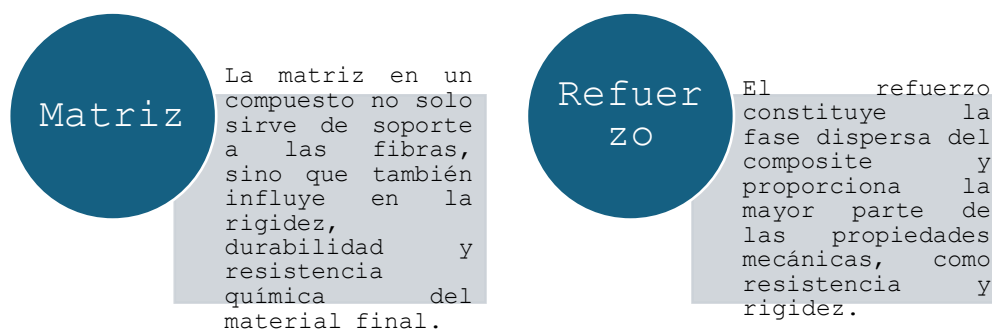 Matriz
La matriz en un
compuesto no solo
sirve de soporte
a las fibras,
sino que también
influye en la
rigidez,
durabilidad y
resistencia
química del
material final.
Refuer
zo
El refuerzo
constituye la
fase dispersa del
composite y
proporciona la
mayor parte de
las propiedades
mecánicas, como
resistencia y
rigidez.